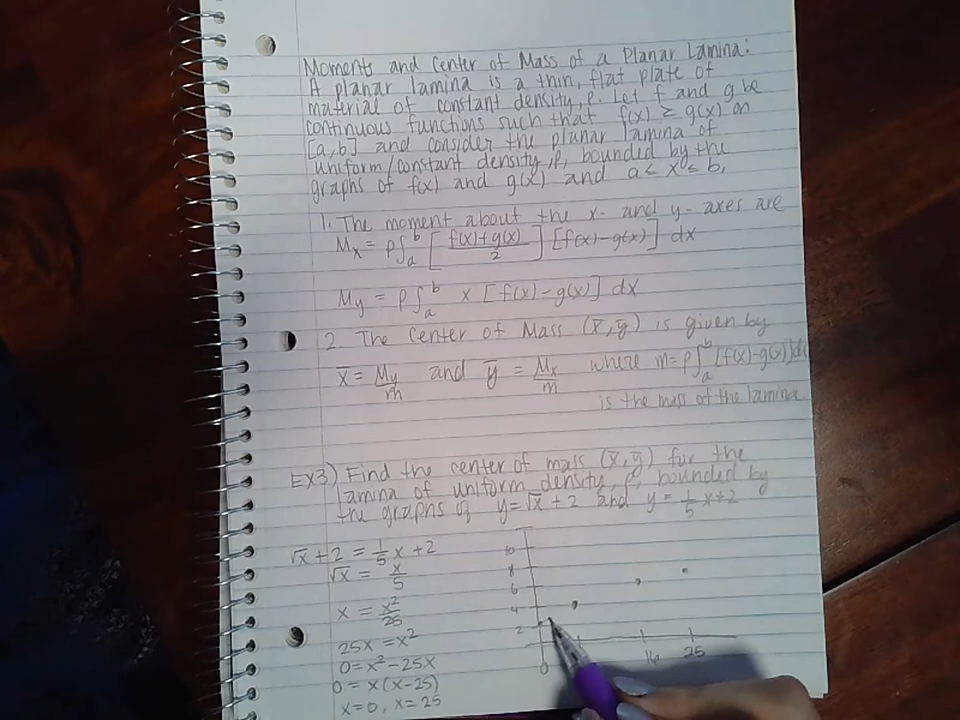 Moments and Center of Mass of a Planar Lamina:
A planar lamina is a thin, flat plate of
material of constant density, ρ. Let f and g be
continuous functions such that f(x) ≥ g(x) on
[a,b] and consider the planar lamina of
uniform/constant density, ρ, bounded by the
graphs of f(x) and g(x) and a ≤ x ≤ b.
1. The moment about the x- and y-axes are
Mx = ρ∫ₐᵇ [(f(x)+g(x))/2] [f(x)-g(x)] dx
My = ρ∫ₐᵇ x [f(x)-g(x)] dx
2. The center of Mass (x̅,y̅) is given by
x̅ = My/m and y̅ = Mx/m where m=ρ∫ₐᵇ [f(x)-g(x)]dx
is the mass of the lamina
Ex3) Find the center of mass (x̅,y̅) for the
lamina of uniform density, ρ, bounded by
the graphs of y=√x+2 and y=1/5x+2
√x+2 = 1/5x+2
√x = x/5
x = x²/25
25x = x²
0=x²-25x
0=x(x-25)
x=0, x=25
10
8
6
4
2
0
16 25